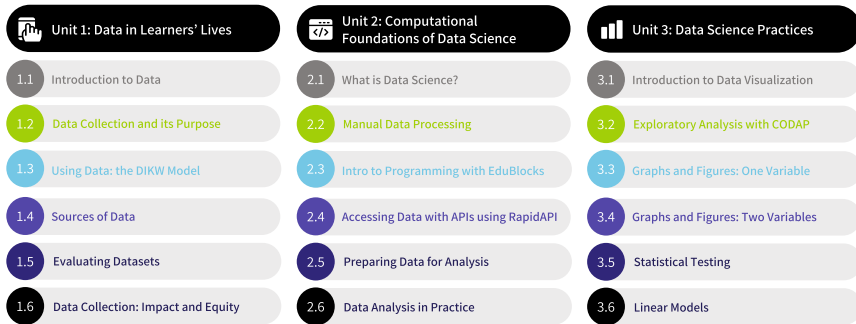 Unit 1: Data in Learners' Lives
1.1 Introduction to Data
1.2 Data Collection and its Purpose
1.3 Using Data: the DIKW Model
1.4 Sources of Data
1.5 Evaluating Datasets
1.6 Data Collection: Impact and Equity
Unit 2: Computational
Foundations of Data Science
2.1 What is Data Science?
2.2 Manual Data Processing
2.3 Intro to Programming with EduBlocks
2.4 Accessing Data with APIs using RapidAPI
2.5 Preparing Data for Analysis
2.6 Data Analysis in Practice
Unit 3: Data Science Practices
3.1 Introduction to Data Visualization
3.2 Exploratory Analysis with CODAP
3.3 Graphs and Figures: One Variable
3.4 Graphs and Figures: Two Variables
3.5 Statistical Testing
3.6 Linear Models